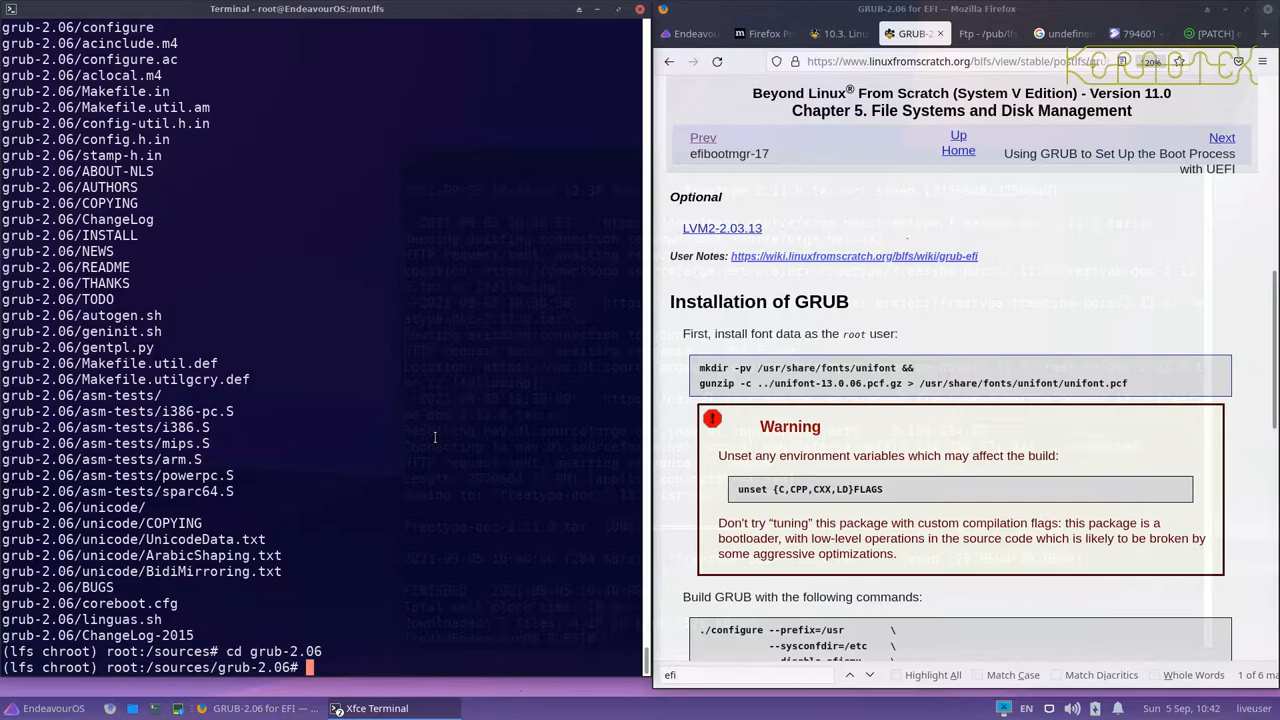 Terminal - root@EndeavourOS:/mnt/lfs
grub-2.06/configure
grub-2.06/acinclude.m4
grub-2.06/configure.ac
grub-2.06/aclocal.m4
grub-2.06/Makefile.in
grub-2.06/Makefile.util.am
grub-2.06/config-util.h.in
grub-2.06/config.h.in
grub-2.06/stamp-h.in
grub-2.06/ABOUT-NLS
grub-2.06/AUTHORS
grub-2.06/COPYING
grub-2.06/ChangeLog
grub-2.06/INSTALL
grub-2.06/NEWS
grub-2.06/README
grub-2.06/THANKS
grub-2.06/TODO
grub-2.06/autogen.sh
grub-2.06/geninit.sh
grub-2.06/gentpl.py
grub-2.06/Makefile.util.def
grub-2.06/Makefile.utilgcry.def
grub-2.06/asm-tests/
grub-2.06/asm-tests/i386-pc.S
grub-2.06/asm-tests/i386.S
grub-2.06/asm-tests/mips.S
grub-2.06/asm-tests/arm.S
grub-2.06/asm-tests/powerpc.S
grub-2.06/asm-tests/sparc64.S
grub-2.06/unicode/
grub-2.06/unicode/COPYING
grub-2.06/unicode/UnicodeData.txt
grub-2.06/unicode/ArabicShaping.txt
grub-2.06/unicode/BidiMirroring.txt
grub-2.06/BUGS
grub-2.06/coreboot.cfg
grub-2.06/linguas.sh
grub-2.06/ChangeLog-2015
(lfs chroot) root:/sources# cd grub-2.06
(lfs chroot) root:/sources/grub-2.06#
GRUB-2.06 for EFI — Mozilla Firefox
Endeavou Firefox Pro 10.3. Linu GRUB-2 Ftp - /pub/lfs undefine 794601 - [PATCH] e
https://www.linuxfromscratch.org/blfs/view/stable/postlfs/gru 120%
Beyond Linux® From Scratch (System V Edition) - Version 11.0
Chapter 5. File Systems and Disk Management
Prev Up Next
efibootmgr-17 Home Using GRUB to Set Up the Boot Process
with UEFI
Optional
LVM2-2.03.13
User Notes: https://wiki.linuxfromscratch.org/blfs/wiki/grub-efi
Installation of GRUB
First, install font data as the root user:
mkdir -pv /usr/share/fonts/unifont &&
gunzip -c ../unifont-13.0.06.pcf.gz > /usr/share/fonts/unifont/unifont.pcf
Warning
Unset any environment variables which may affect the build:
unset {C,CPP,CXX,LD}FLAGS
Don't try “tuning” this package with custom compilation flags: this package is a
bootloader, with low-level operations in the source code which is likely to be broken by
some aggressive optimizations.
Build GRUB with the following commands:
./configure --prefix=/usr \
--sysconfdir=/etc \
efi Highlight All Match Case Match Diacritics Whole Words 1 of 6 ma
EndeavourOS GRUB-2.06 for EFI — ... Xfce Terminal EN Sun 5 Sep, 10:42 liveuser